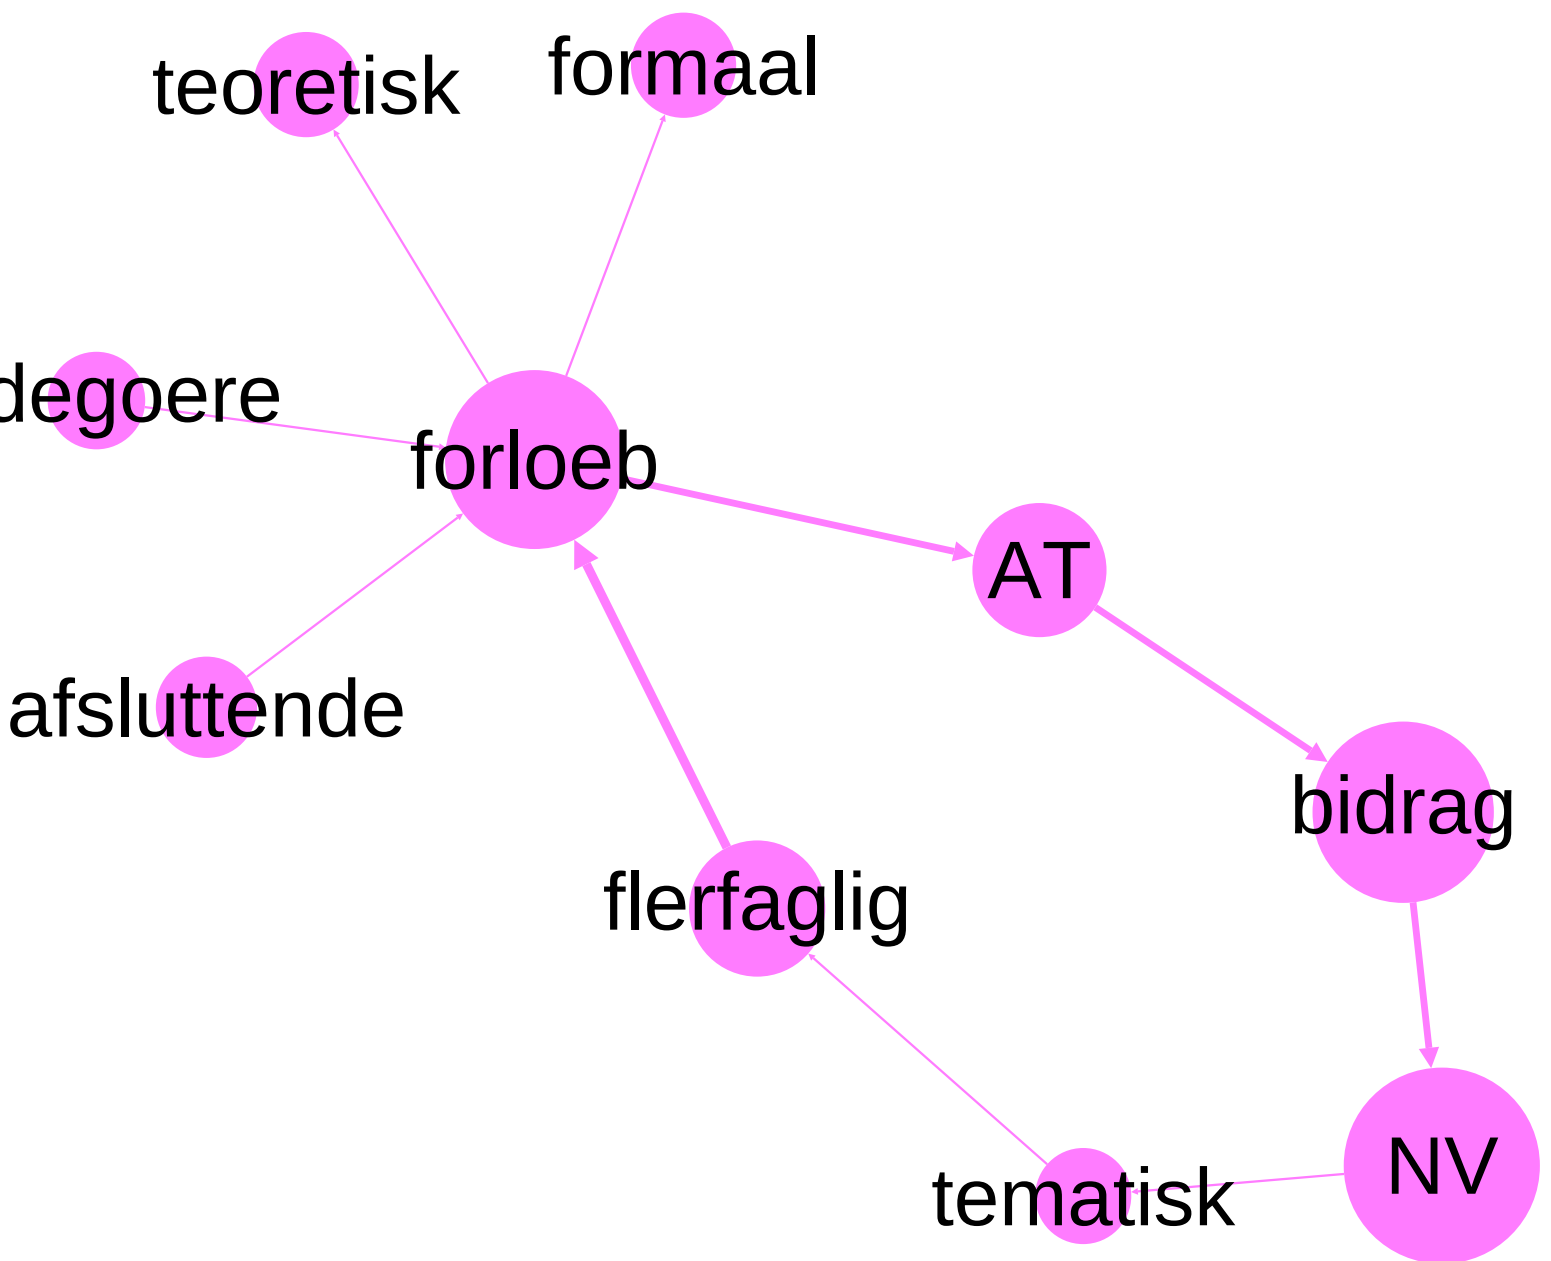 formaal
teoretisk
degoere
forloeb
AT
afsluttende
bidrag
flerfaglig
NV
tematisk